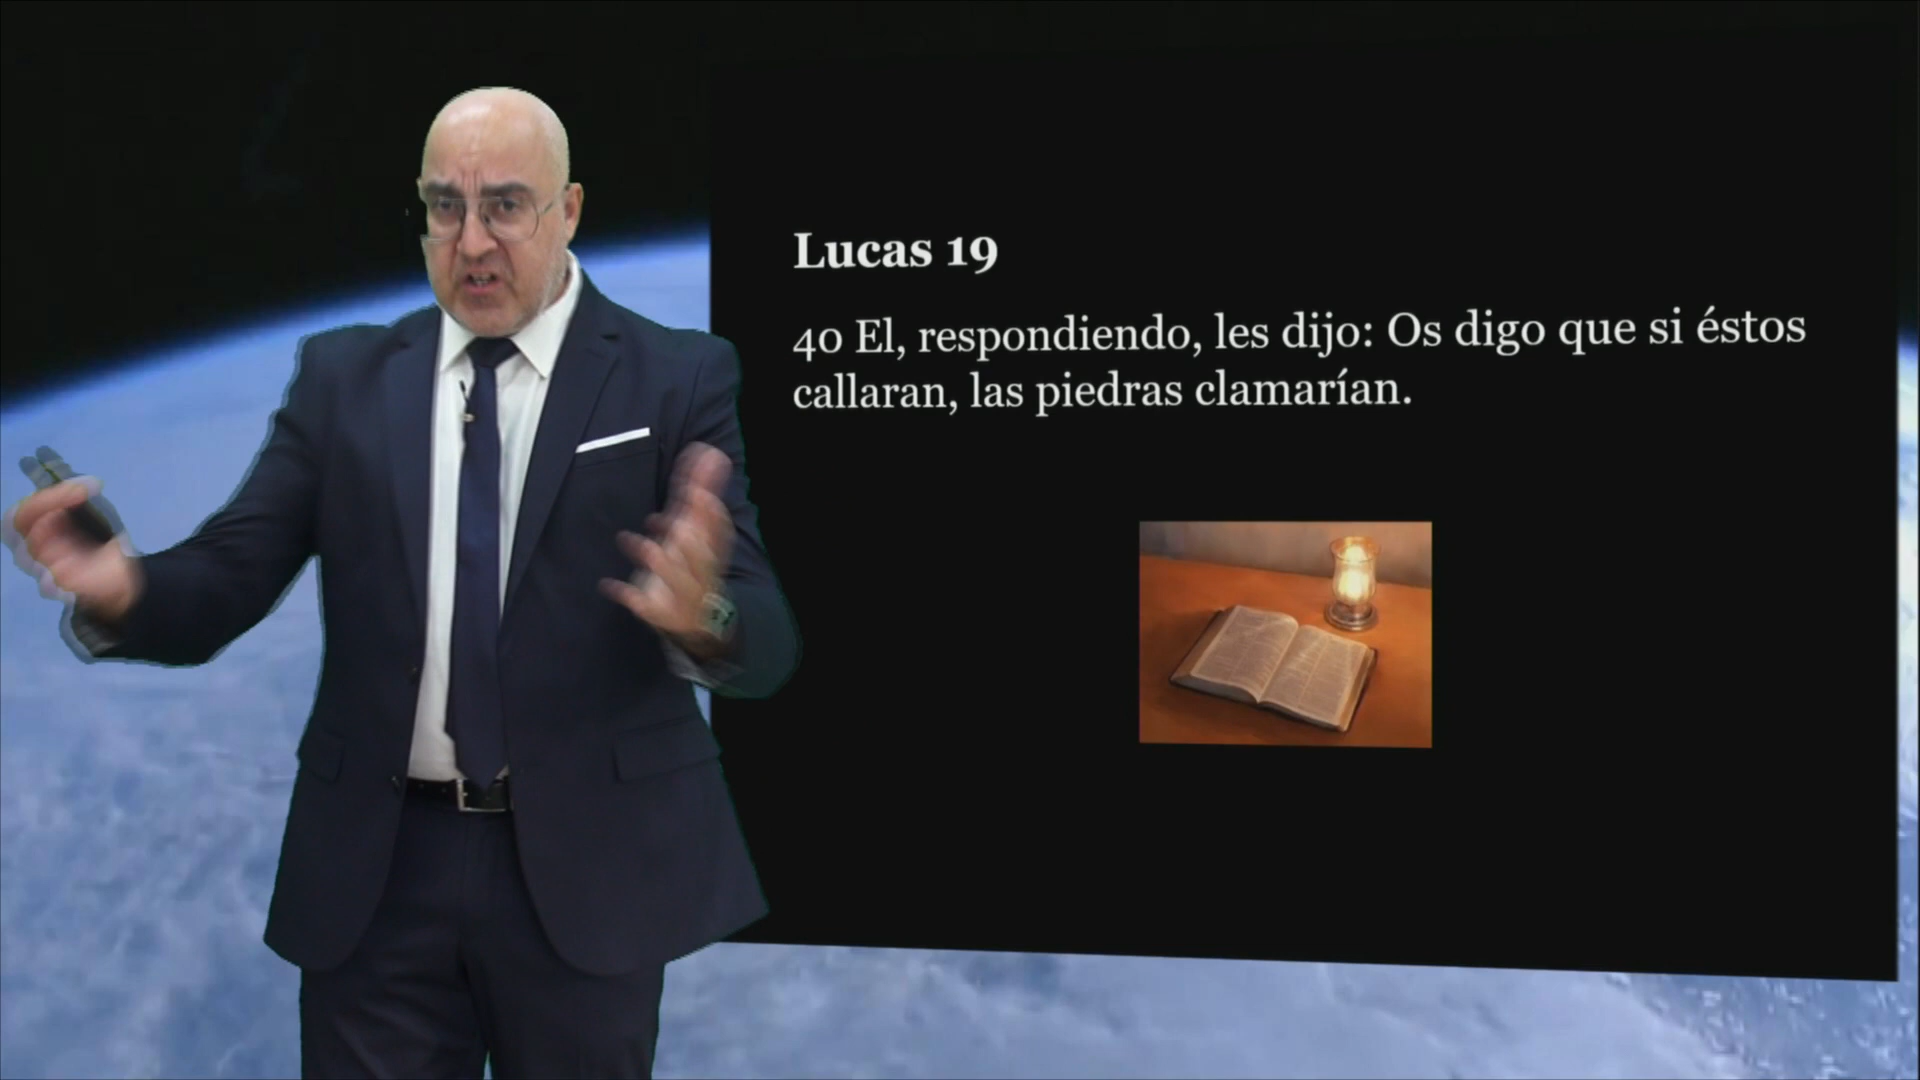 Lucas 19
40 El, respondiendo, les dijo: Os digo que si éstos
callaran, las piedras clamarían.